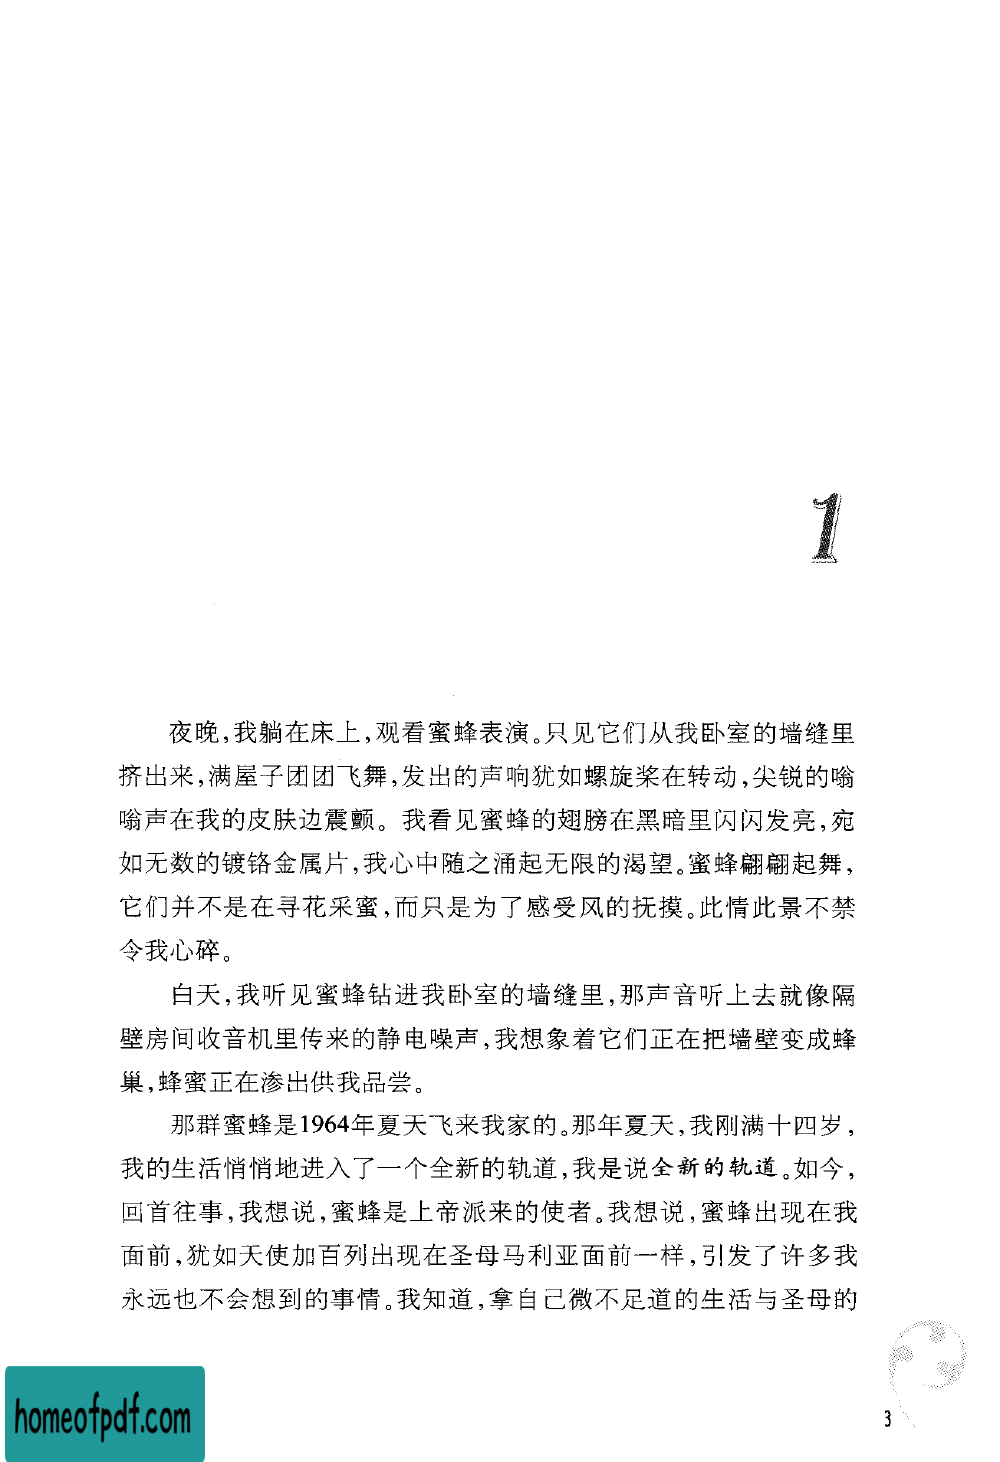 1
夜晚,我躺在床上,观看蜜蜂表演。只见它们从我卧室的墙缝里
挤出来,满屋子团团飞舞,发出的声响犹如螺旋桨在转动,尖锐的嗡
嗡声在我的皮肤边震颤。我看见蜜蜂的翅膀在黑暗里闪闪发亮,宛
如无数的镀铬金属片,我心中随之涌起无限的渴望。蜜蜂翩翩起舞,
它们并不是在寻花采蜜,而只是为了感受风的抚摸。此情此景不禁
令我心碎。
白天,我听见蜜蜂钻进我卧室的墙缝里,那声音听上去就像隔
壁房间收音机里传来的静电噪声,我想象着它们正在把墙壁变成蜂
巢,蜂蜜正在渗出供我品尝。
那群蜜蜂是1964年夏天飞来我家的。那年夏天,我刚满十四岁,
我的生活悄悄地进入了一个全新的轨道,我是说全新的轨道。如今,
回首往事,我想说,蜜蜂是上帝派来的使者。我想说,蜜蜂出现在我
面前,犹如天使加百列出现在圣母马利亚面前一样,引发了许多我
永远也不会想到的事情。我知道,拿自己微不足道的生活与圣母的
3
homeofpdf.com